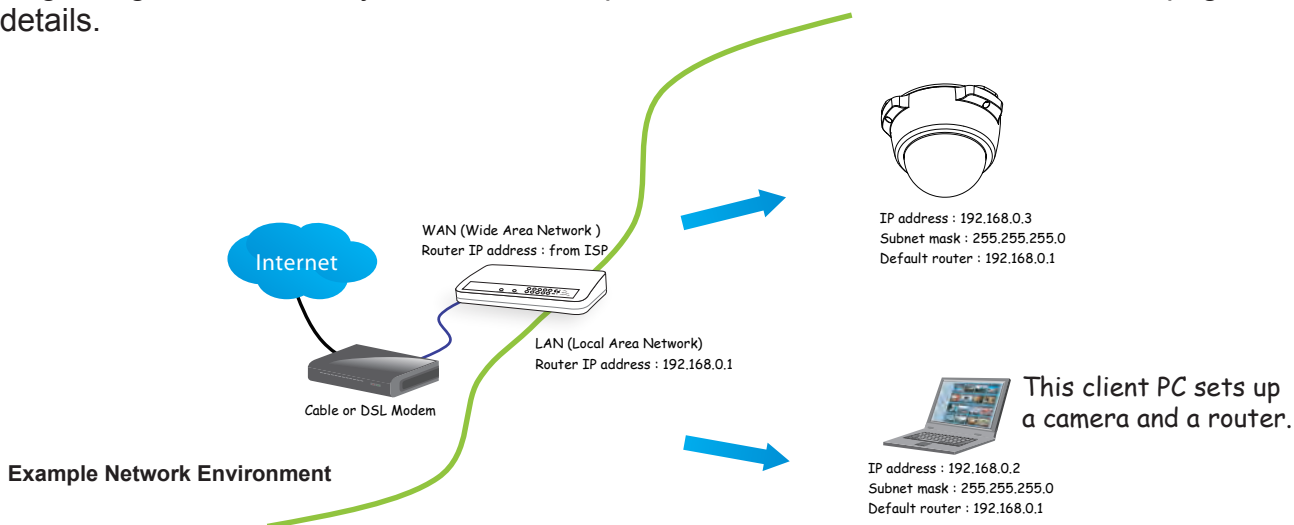 details.
WAN (Wide Area Network )
Router IP address : from ISP
Internet
LAN (Local Area Network)
Router IP address : 192.168.0.1
Cable or DSL Modem
IP address : 192.168.0.3
Subnet mask : 255.255.255.0
Default router : 192.168.0.1
This client PC sets up
a camera and a router.
IP address : 192.168.0.2
Subnet mask : 255.255.255.0
Default router : 192.168.0.1
Example Network Environment